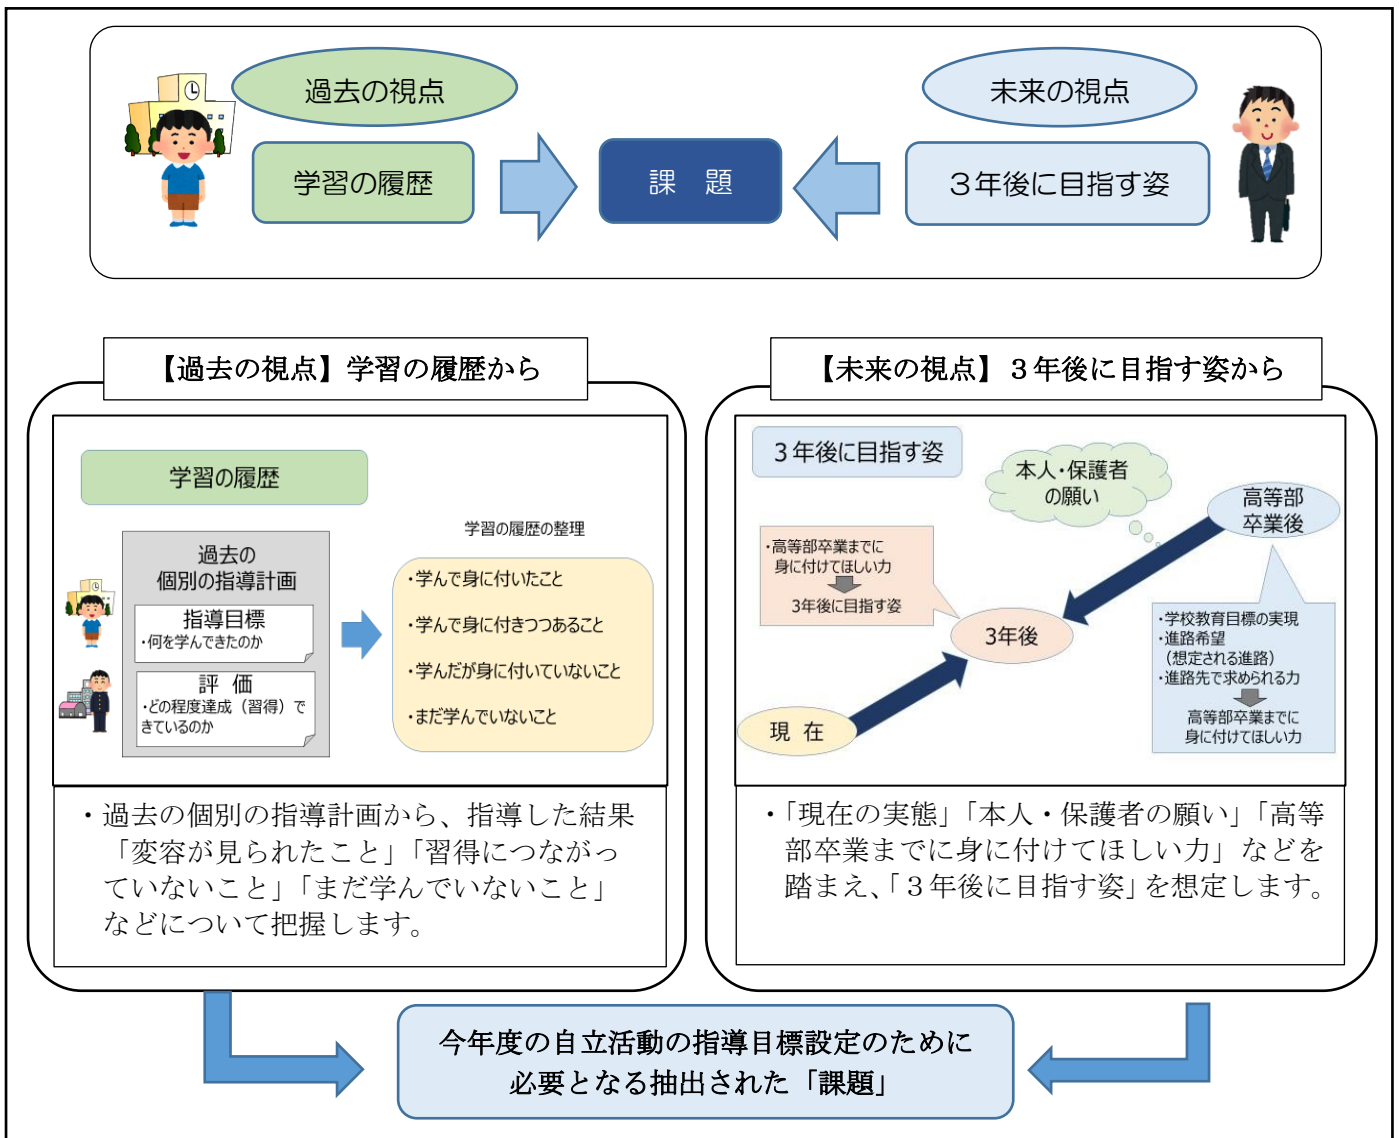 過去の視点
未来の視点
学習の履歴
課　題
３年後に目指す姿
【過去の視点】学習の履歴から
学習の履歴
過去の
個別の指導計画
指導目標
・何を学んできたのか
評 価
・どの程度達成（習得）で
きているのか
学習の履歴の整理
・学んで身に付いたこと
・学んで身に付きつつあること
・学んだが身に付いていないこと
・まだ学んでいないこと
・過去の個別の指導計画から、指導した結果
「変容が見られたこと」「習得につながっ
ていないこと」「まだ学んでいないこと」
などについて把握します。
【未来の視点】３年後に目指す姿から
３年後に目指す姿
本人・保護者
の願い
高等部
卒業後
・高等部卒業までに
身に付けてほしい力
3年後に目指す姿
3年後
現 在
・学校教育目標の実現
・進路希望
（想定される進路）
・進路先で求められる力
高等部卒業までに
身に付けてほしい力
・「現在の実態」「本人・保護者の願い」「高等
部卒業までに身に付けてほしい力」などを
踏まえ、「３年後に目指す姿」を想定します。
今年度の自立活動の指導目標設定のために
必要となる抽出された「課題」